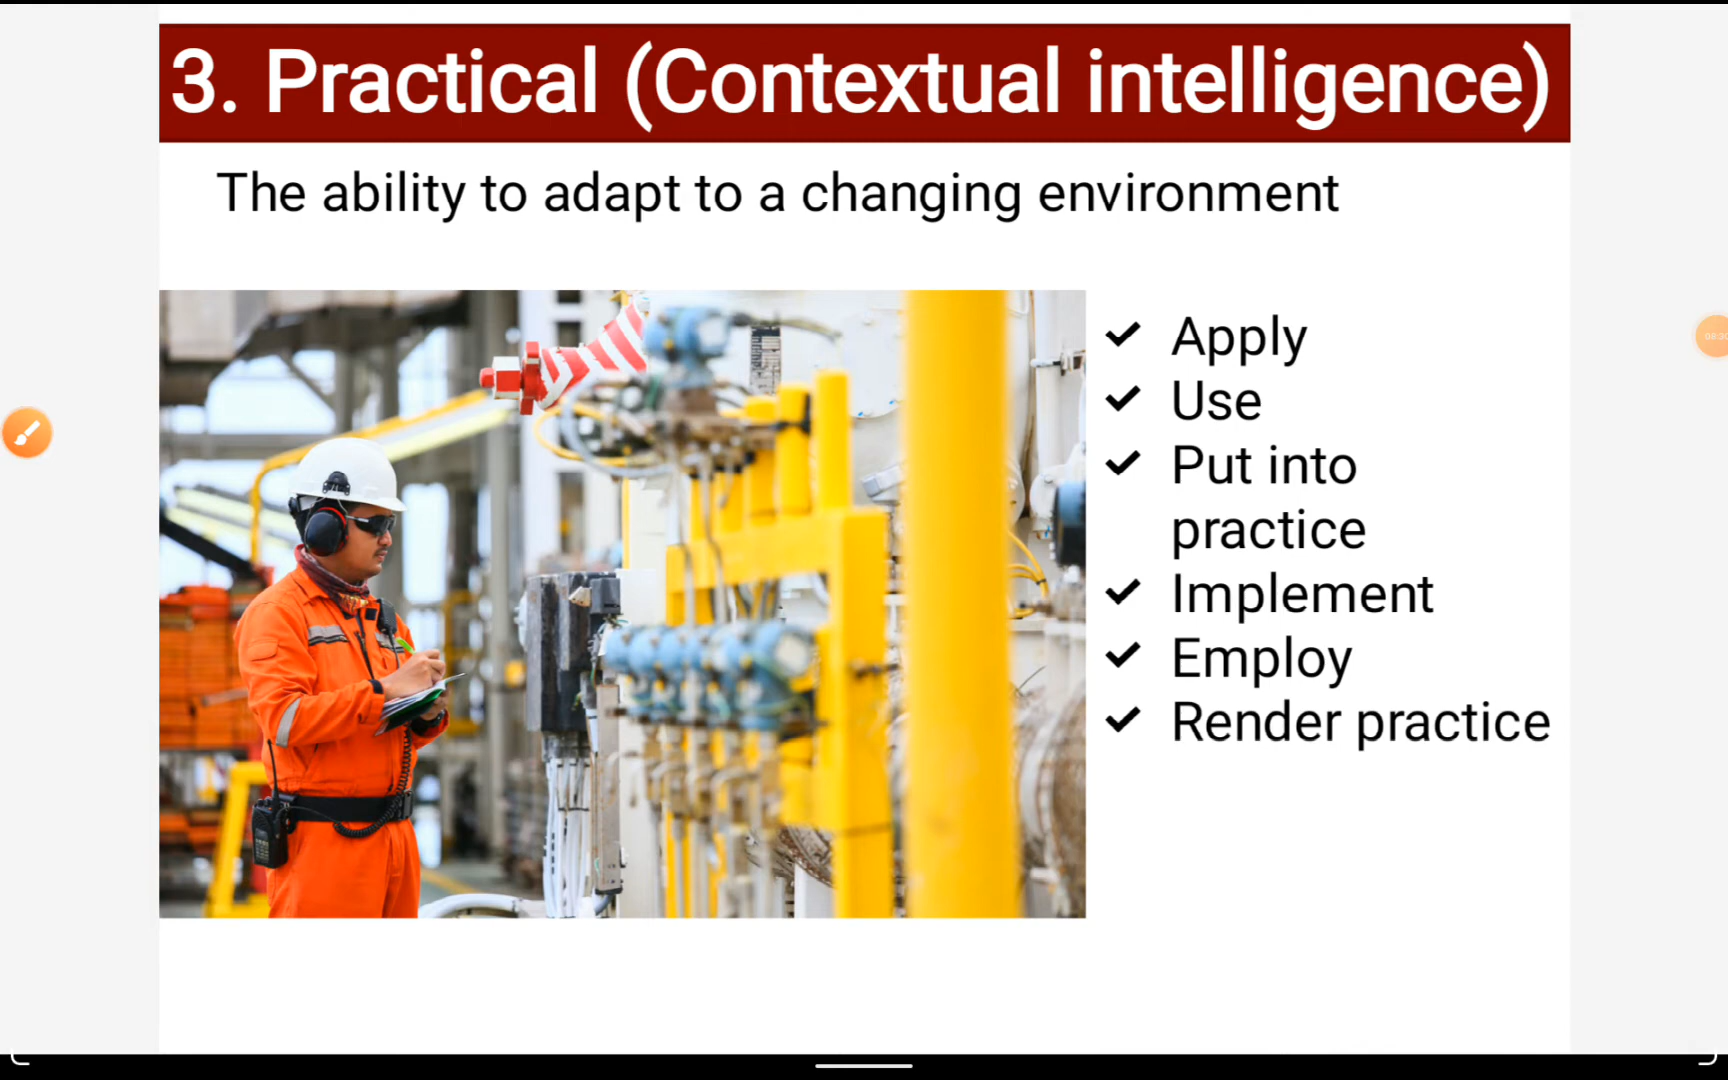 3. Practical (Contextual intelligence)
The ability to adapt to a changing environment
Apply
Use
Put into
practice
Implement
Employ
Render practice